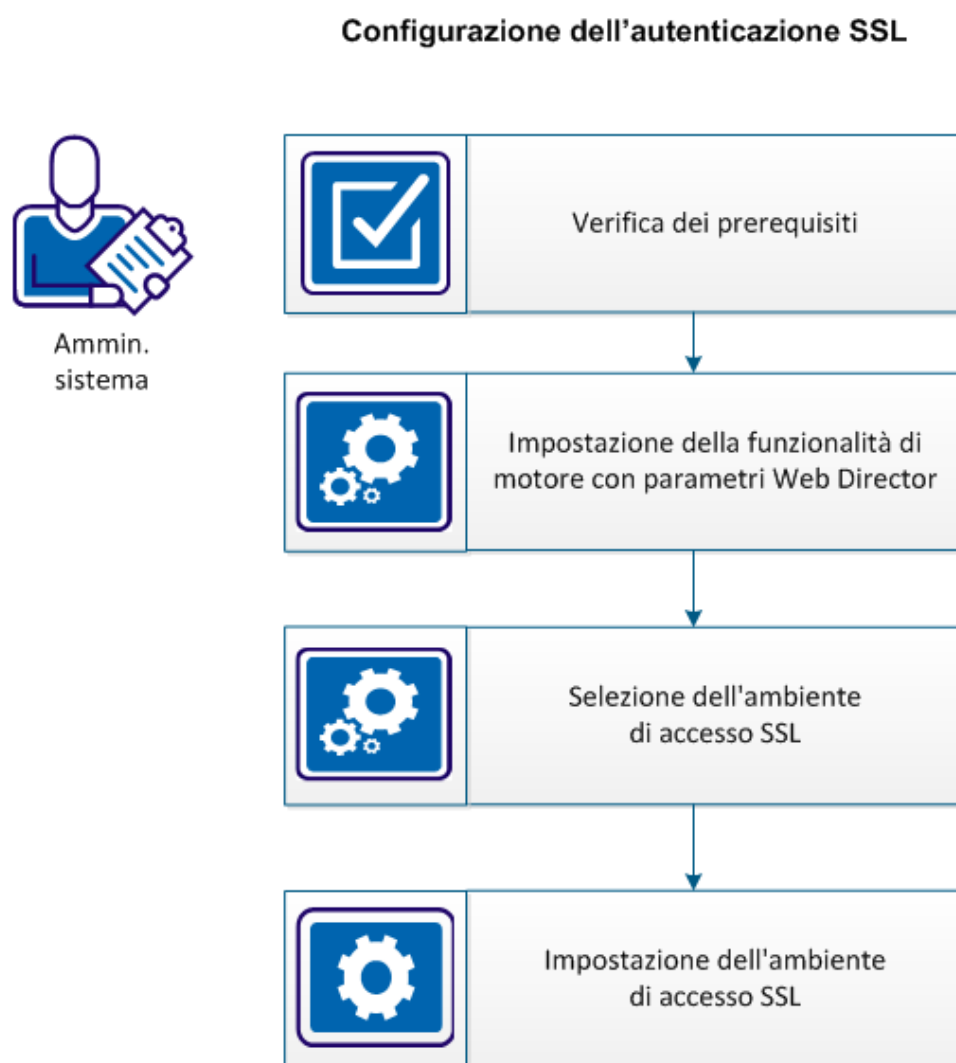 Configurazione dell’autenticazione SSL
Ammin.
sistema
Verifica dei prerequisiti
Impostazione della funzionalità di
motore con parametri Web Director
Selezione dell'ambiente
di accesso SSL
Impostazione dell'ambiente
di accesso SSL